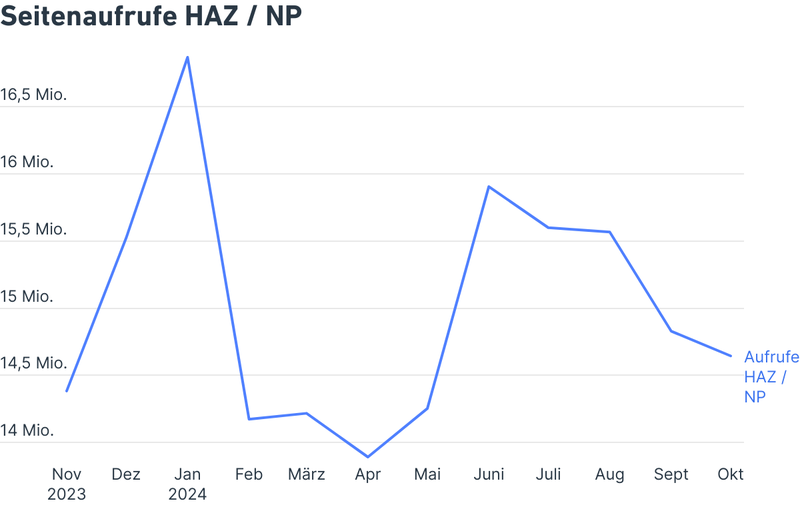 Seitenaufrufe HAZ / NP
16,5 Mio.
16 Mio.
15,5 Mio.
15 Mio.
14,5 Mio.
14 Mio.
Aufrufe
HAZ /
NP
Nov Dez Jan Feb März Apr Mai Juni Juli Aug Sept Okt
2023 2024